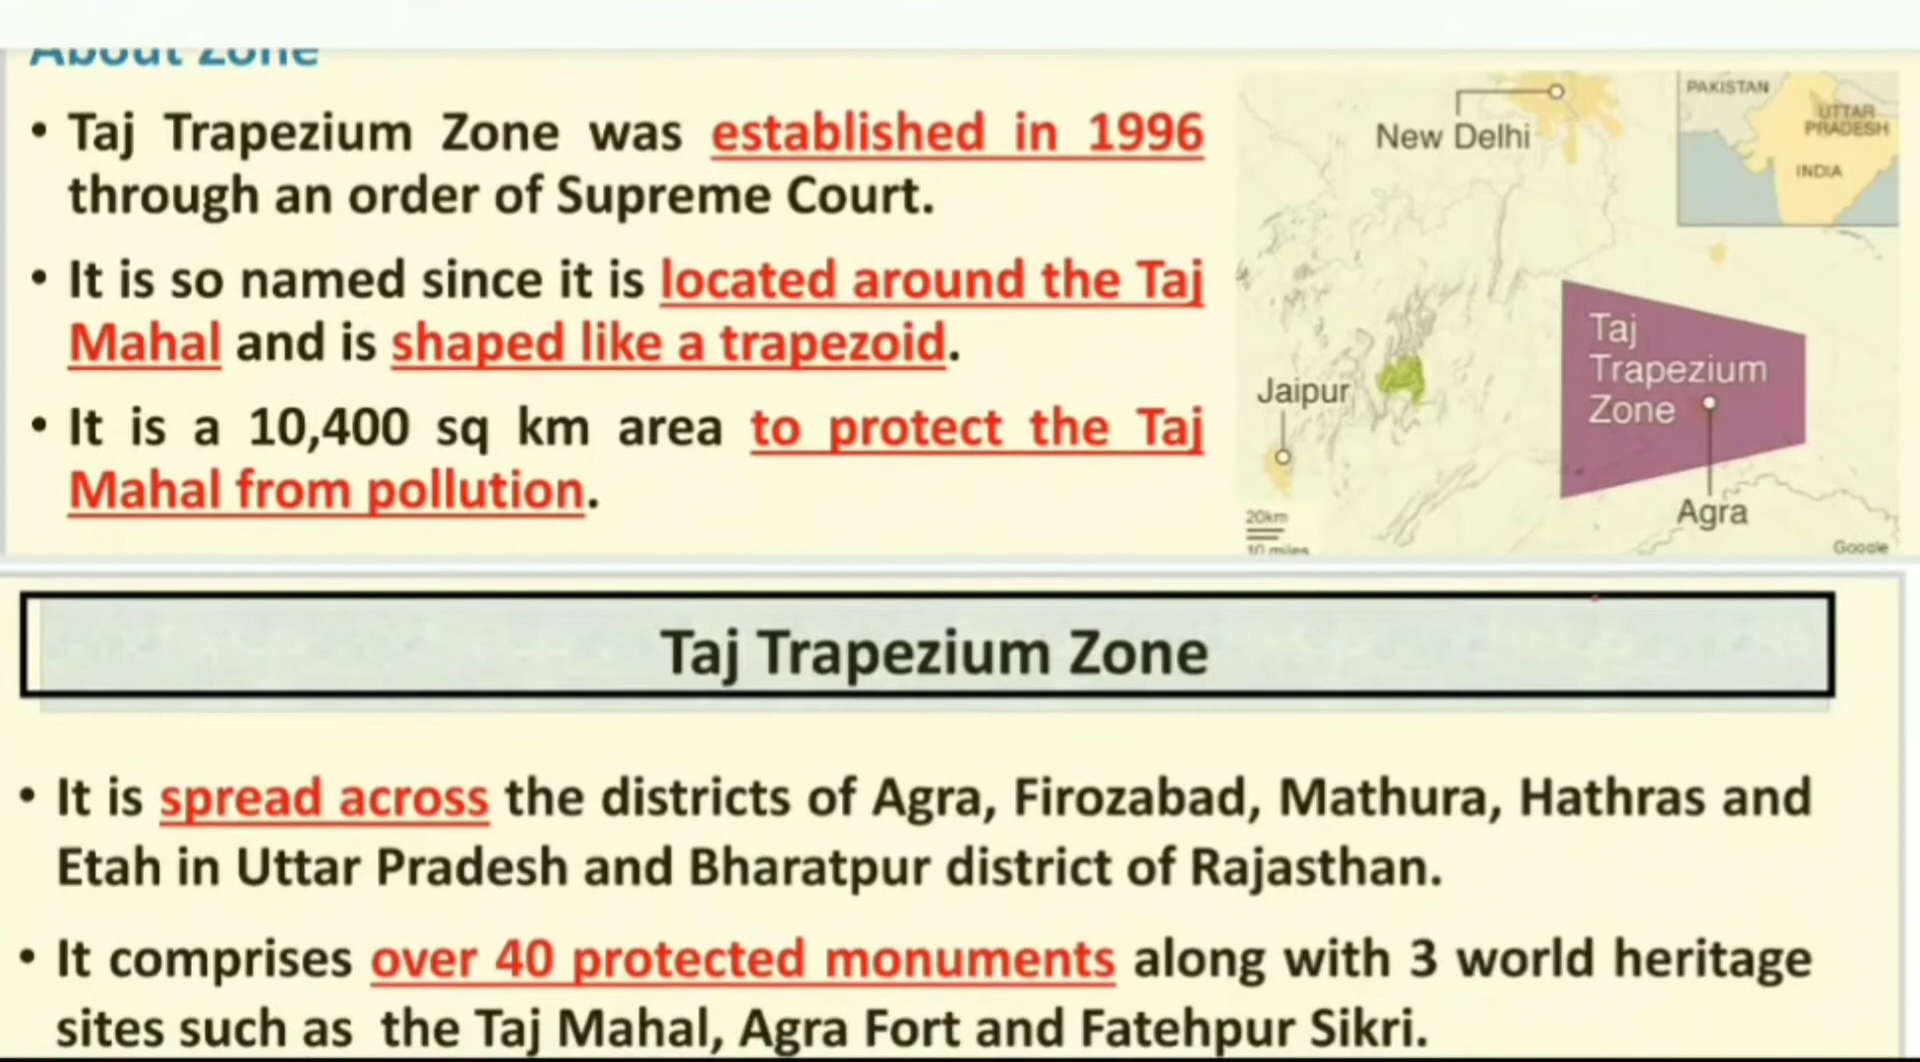 About Zone
• Taj Trapezium Zone was established in 1996
through an order of Supreme Court.
• It is so named since it is located around the Taj
Mahal and is shaped like a trapezoid.
• It is a 10,400 sq km area to protect the Taj
Mahal from pollution.
New Delhi
PAKISTAN
UTTAR
PRADESH
INDIA
Jaipur
Taj
Trapezium
Zone
Agra
20km
10 miles
Google
Taj Trapezium Zone
• It is spread across the districts of Agra, Firozabad, Mathura, Hathras and
Etah in Uttar Pradesh and Bharatpur district of Rajasthan.
• It comprises over 40 protected monuments along with 3 world heritage
sites such as the Taj Mahal, Agra Fort and Fatehpur Sikri.